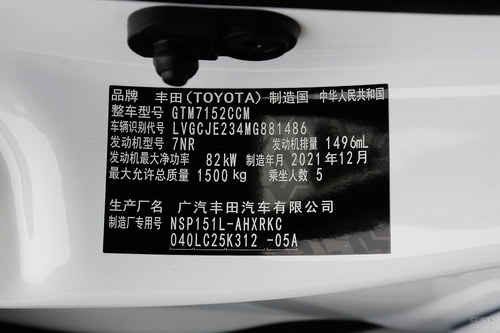 品牌 丰田(TOYOTA) 制造国 中华人民共和国
整车型号 GTM7152CCM
车辆识别代号 LVGCJE234MG881486
发动机型号 7NR 发动机排量 1496mL
发动机最大净功率 82kW 制造年月 2021年12月
最大允许总质量 1500kg 乘坐人数 5
生产厂名 广汽丰田汽车有限公司
制造厂专用号 NSP151L-AHXRKC
040LC25K312 -05A